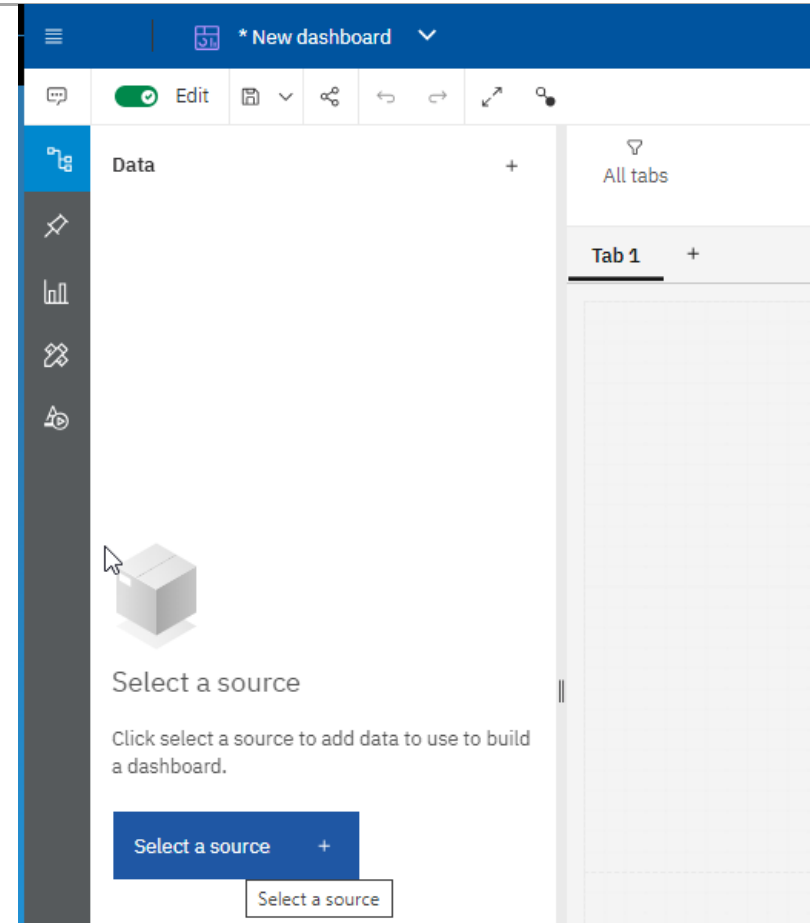 * New dashboard
Edit
Data
All tabs
Tab 1
Select a source
Click select a source to add data to use to build
a dashboard.
Select a source
Select a source